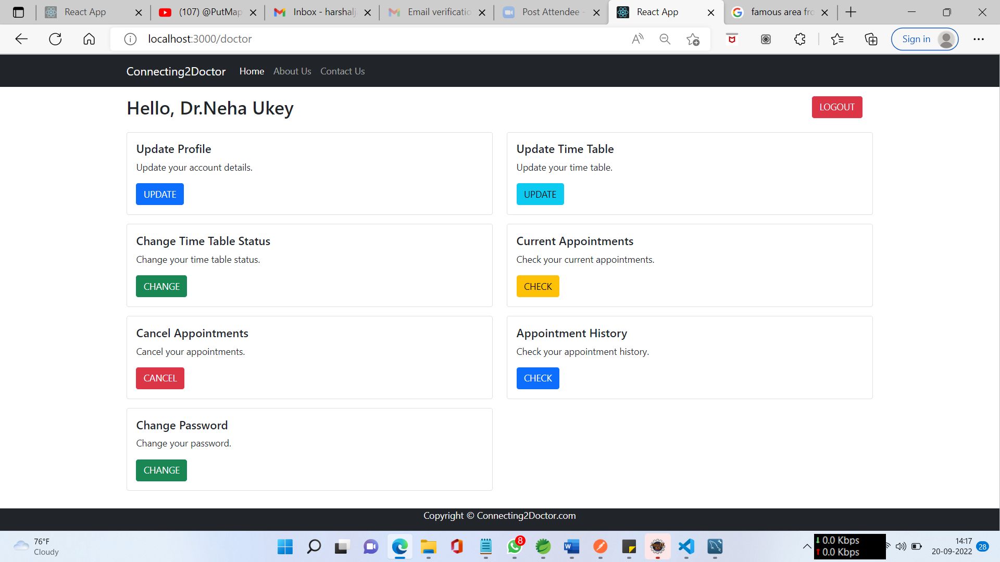 React App
(107) @PutMap
Inbox - harshalj
Email verificatio
Post Attendee -
React App
famous area fro
localhost:3000/doctor
Sign in
Connecting2Doctor Home About Us Contact Us
Hello, Dr.Neha Ukey
LOGOUT
Update Profile
Update your account details.
UPDATE
Update Time Table
Update your time table.
UPDATE
Change Time Table Status
Change your time table status.
CHANGE
Current Appointments
Check your current appointments.
CHECK
Cancel Appointments
Cancel your appointments.
CANCEL
Appointment History
Check your appointment history.
CHECK
Change Password
Change your password.
CHANGE
Copyright © Connecting2Doctor.com
76°F
Cloudy
8
0.0 Kbps
0.0 Kbps
14:17
20-09-2022
28